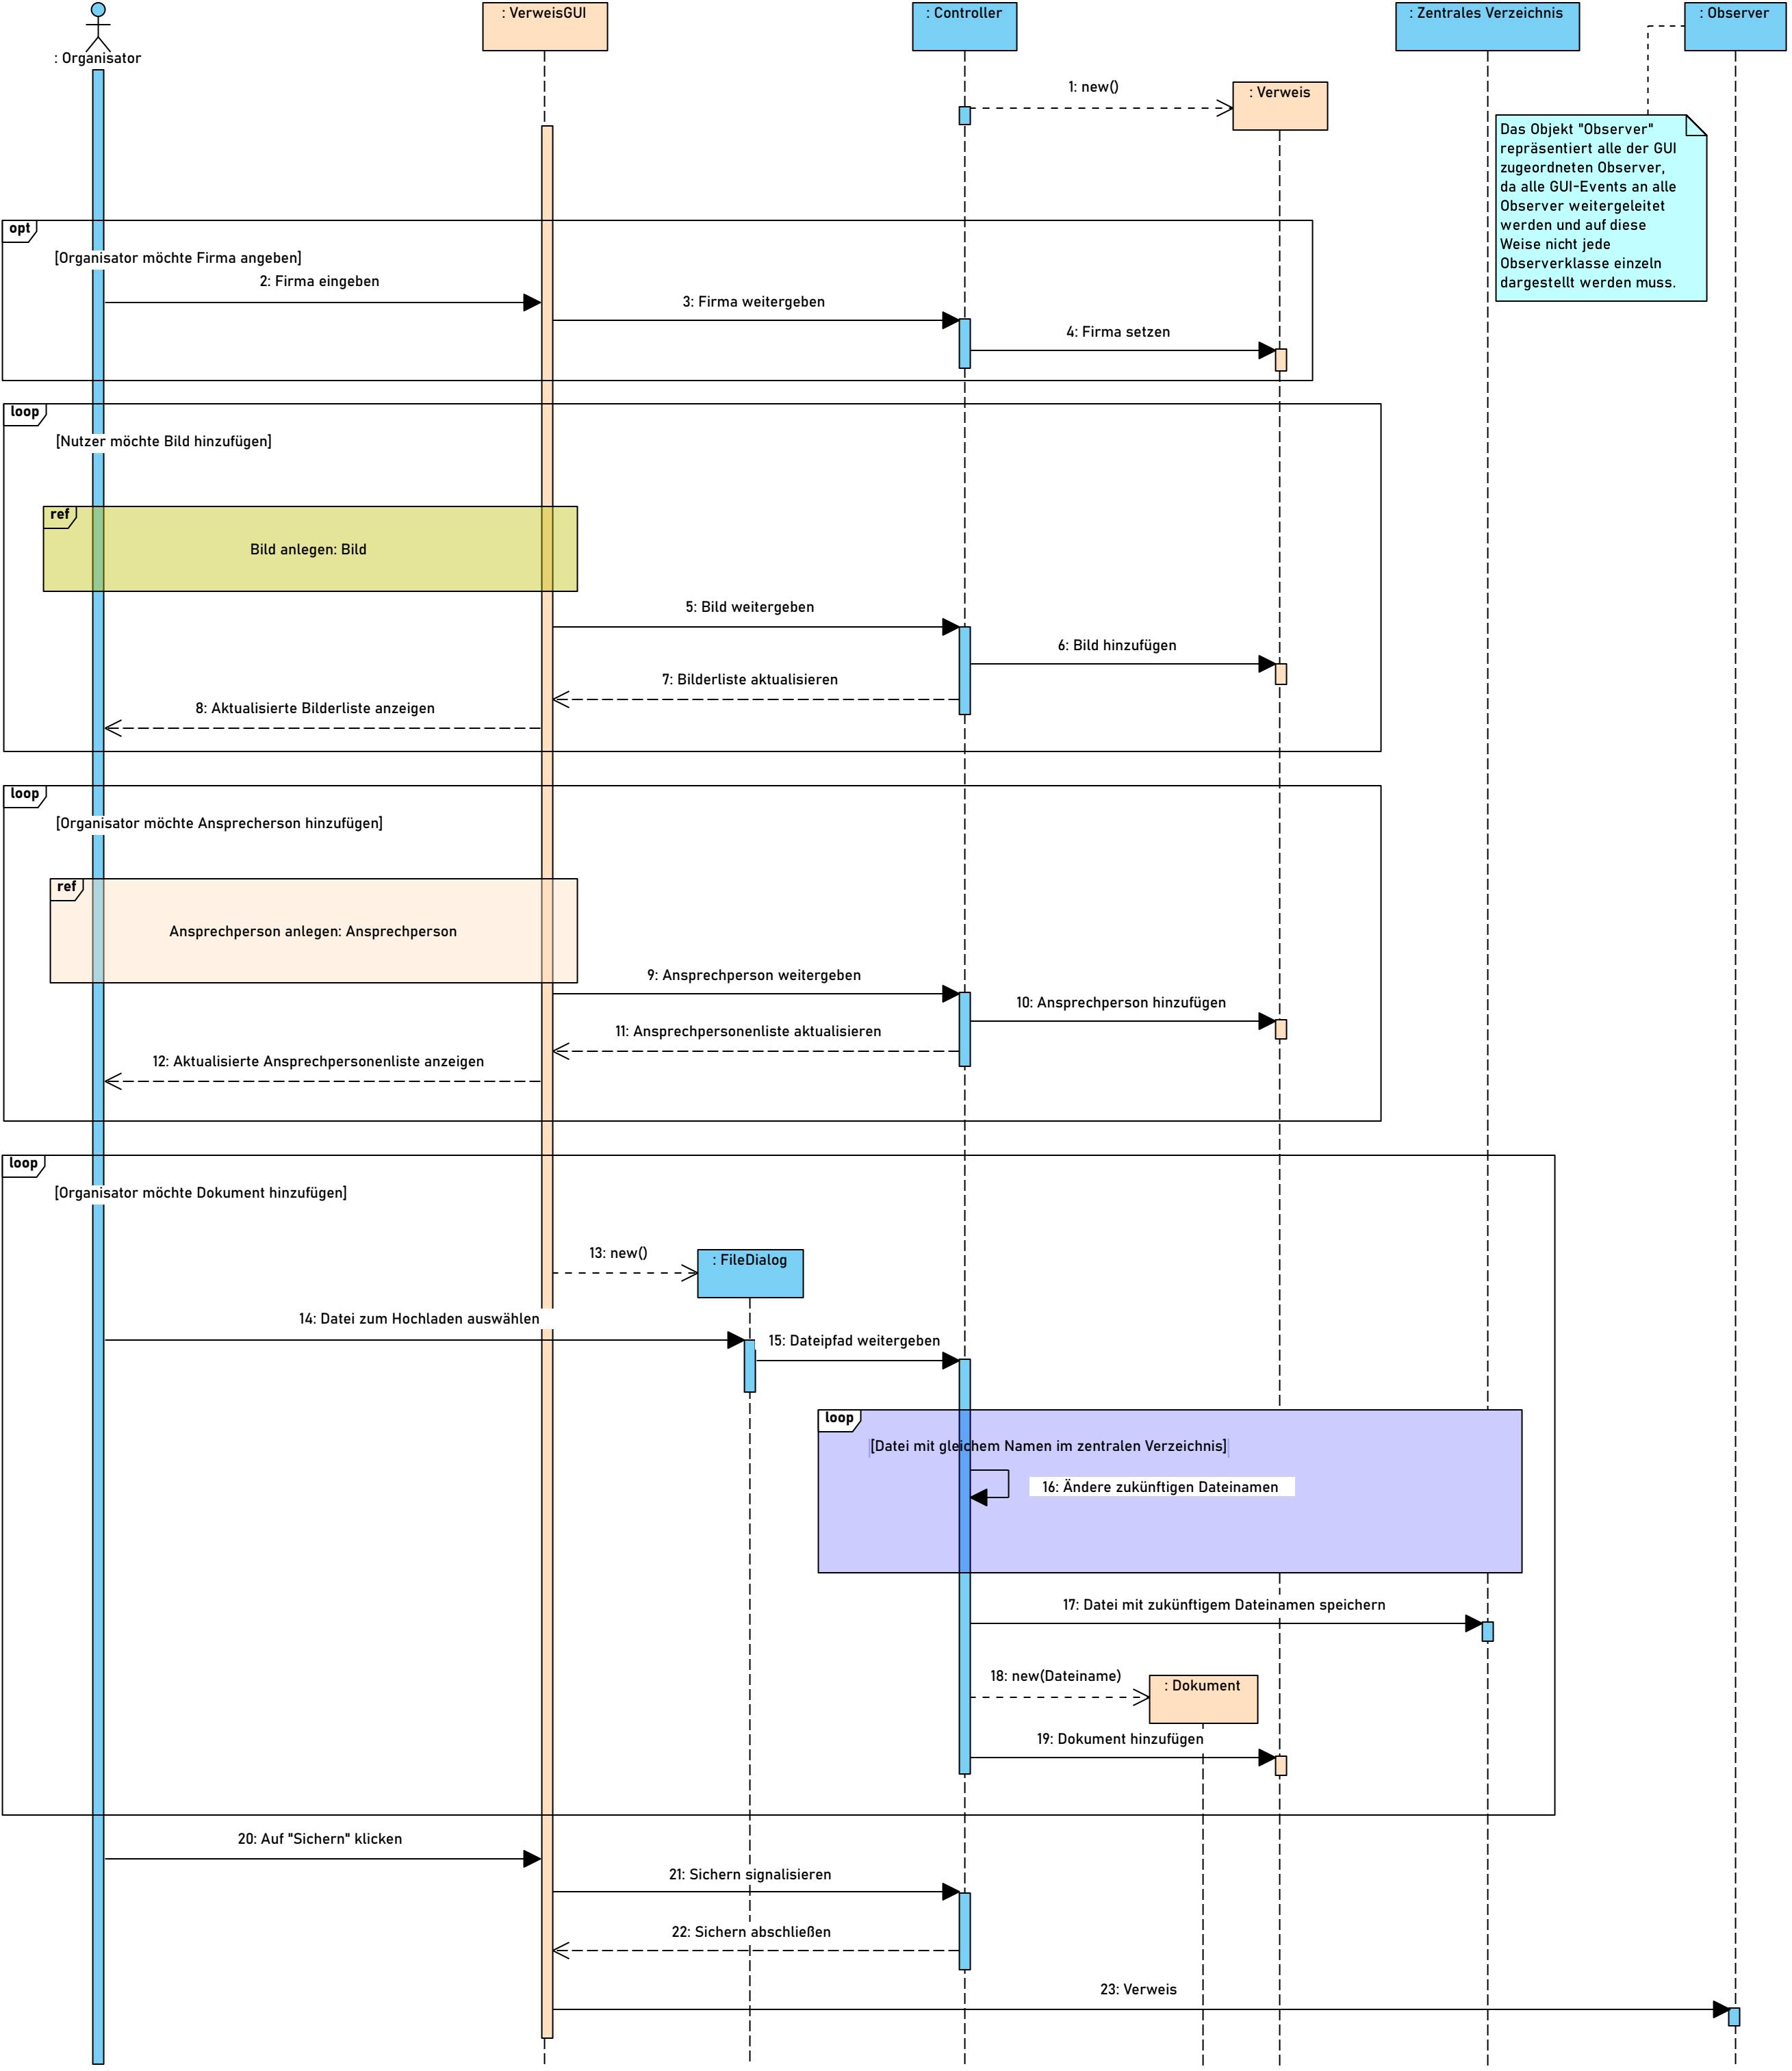 : Organisator
: VerweisGUI
: Controller
: Zentrales Verzeichnis
: Observer
1: new()
: Verweis
Das Objekt "Observer"
repräsentiert alle der GUI
zugeordneten Observer,
da alle GUI-Events an alle
Observer weitergeleitet
werden und auf diese
Weise nicht jede
Observerklasse einzeln
dargestellt werden muss.
opt
[Organisator möchte Firma angeben]
2: Firma eingeben
3: Firma weitergeben
4: Firma setzen
loop
[Nutzer möchte Bild hinzufügen]
ref
Bild anlegen: Bild
5: Bild weitergeben
6: Bild hinzufügen
7: Bilderliste aktualisieren
8: Aktualisierte Bilderliste anzeigen
loop
[Organisator möchte Ansprecherson hinzufügen]
ref
Ansprechperson anlegen: Ansprechperson
9: Ansprechperson weitergeben
10: Ansprechperson hinzufügen
11: Ansprechpersonenliste aktualisieren
12: Aktualisierte Ansprechpersonenliste anzeigen
loop
[Organisator möchte Dokument hinzufügen]
13: new()
: FileDialog
14: Datei zum Hochladen auswählen
15: Dateipfad weitergeben
loop
[Datei mit gleichem Namen im zentralen Verzeichnis]
16: Ändere zukünftigen Dateinamen
17: Datei mit zukünftigem Dateinamen speichern
18: new(Dateiname)
: Dokument
19: Dokument hinzufügen
20: Auf "Sichern" klicken
21: Sichern signalisieren
22: Sichern abschließen
23: Verweis